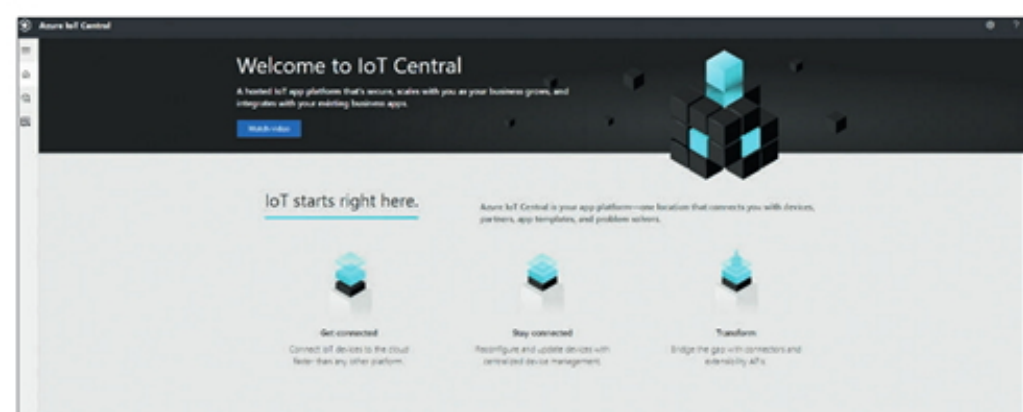 Azure IoT Central
?
Welcome to IoT Central
A hosted IoT app platform that's secure, scales with you as your business grows, and
integrates with your existing business apps.
Watch video
IoT starts right here.
Azure IoT Central is your app platform—one location that connects you with devices,
partners, app templates, and problem solvers.
Get connected
Connect IoT devices to the cloud
faster than any other platform.
Stay connected
Reconfigure and update devices with
centralized device management.
Transform
Bridge the gap with connectors and
extensibility APIs.